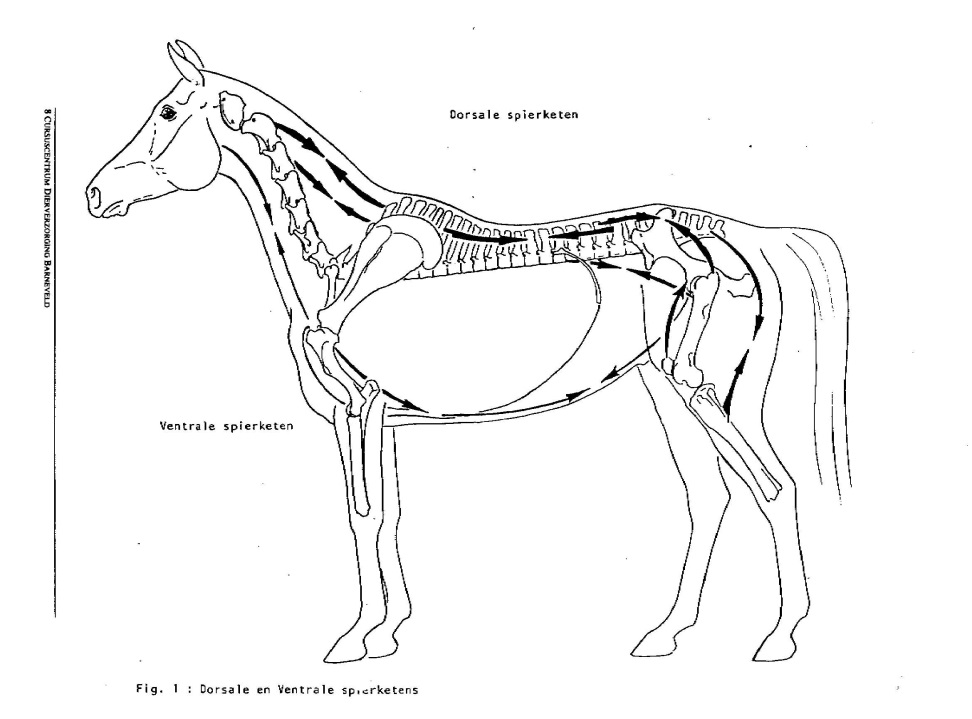 Dorsale spierketen
8 CURSUSCENTRUM DIERVERZORGING BARNEVELD
Ventrale spierketen
Fig. 1 : Dorsale en Ventrale spierketens